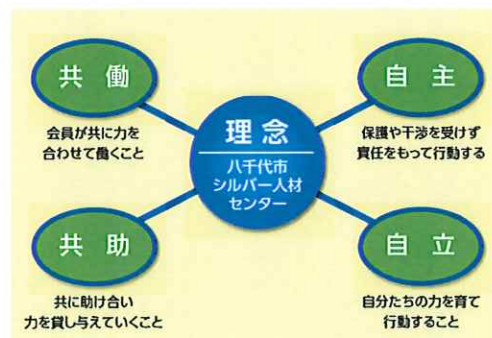 共働
会員が共に力を
合わせて働くこと
自主
保護や干渉を受けず
責任をもって行動する
理念
八千代市
シルバー人材
センター
共助
共に助け合い
力を貸し与えていくこと
自立
自分たちの力を育て
行動すること